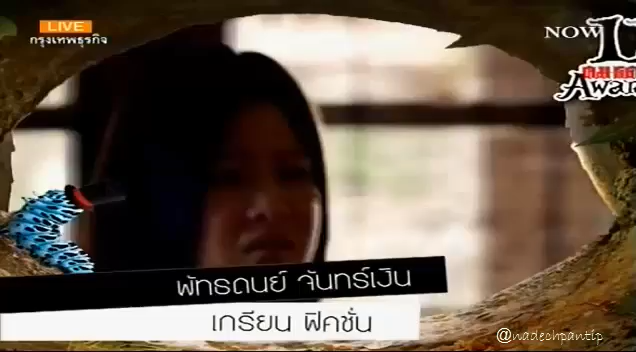 LIVE
กรุงเทพธุรกิจ
NOW
Awar
พัทธดนย์ จันทร์เงิน
เกรียน ฟิคชั่น
@nadechpantip